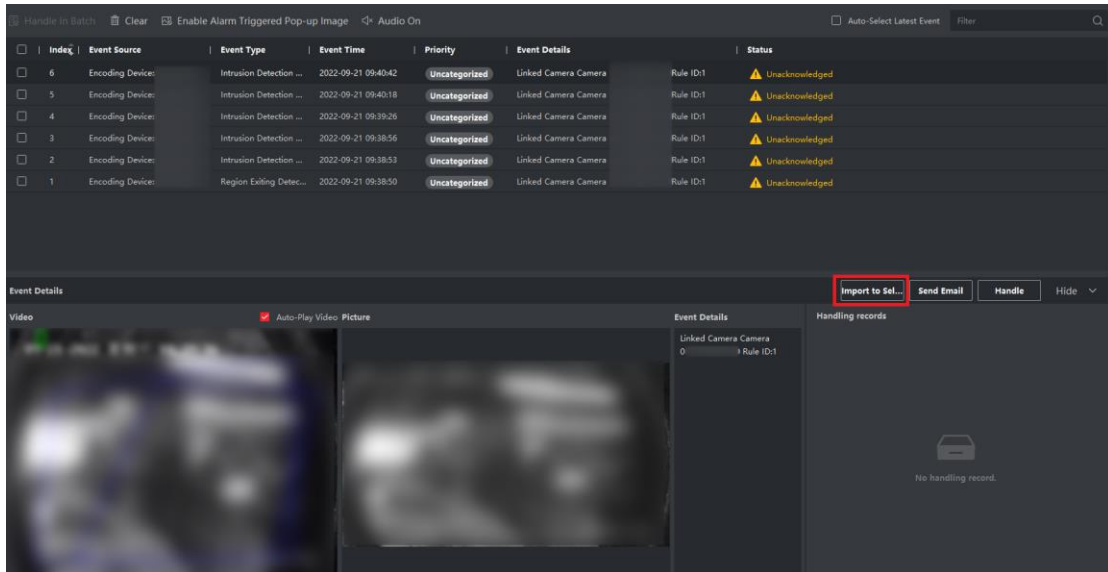 Handle In Batch Clear Enable Alarm Triggered Pop-up Image Audio On Auto-Select Latest Event Filter
Index Event Source Event Type Event Time Priority Event Details Status
6 Encoding Device: Intrusion Detection ... 2022-09-21 09:40:42 Uncategorized Linked Camera Camera Rule ID:1 Unacknowledged
5 Encoding Device: Intrusion Detection ... 2022-09-21 09:40:18 Uncategorized Linked Camera Camera Rule ID:1 Unacknowledged
4 Encoding Device: Intrusion Detection ... 2022-09-21 09:39:26 Uncategorized Linked Camera Camera Rule ID:1 Unacknowledged
3 Encoding Device: Intrusion Detection ... 2022-09-21 09:38:56 Uncategorized Linked Camera Camera Rule ID:1 Unacknowledged
2 Encoding Device: Intrusion Detection ... 2022-09-21 09:38:53 Uncategorized Linked Camera Camera Rule ID:1 Unacknowledged
1 Encoding Device: Region Exiting Detec... 2022-09-21 09:38:50 Uncategorized Linked Camera Camera Rule ID:1 Unacknowledged
Event Details Import to Sel... Send Email Handle Hide
Video Auto-Play Video Picture Event Details Handling records
Linked Camera Camera
0 Rule ID:1
No handling record.